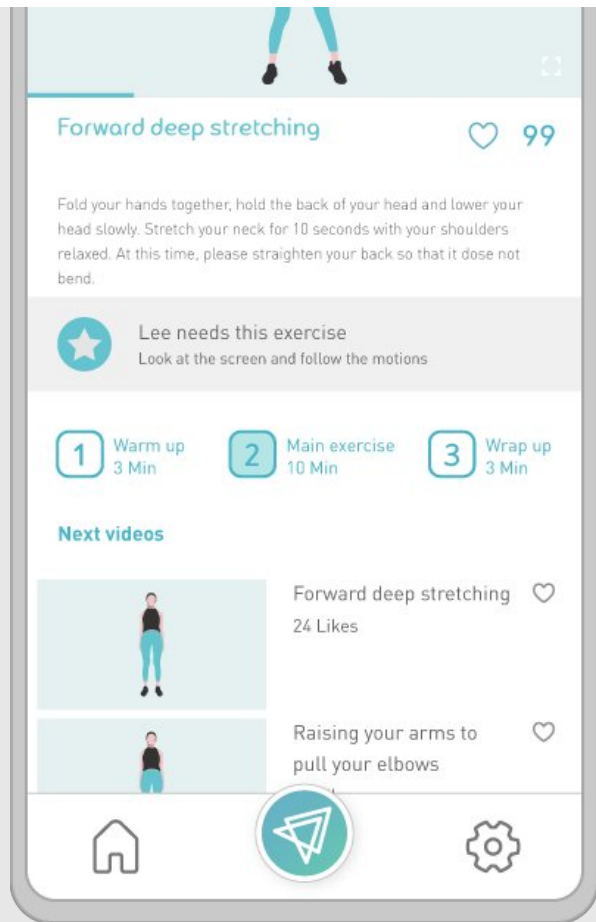 Forward deep stretching
99
Fold your hands together, hold the back of your head and lower your
head slowly. Stretch your neck for 10 seconds with your shoulders
relaxed. At this time, please straighten your back so that it dose not
bend.
Lee needs this exercise
Look at the screen and follow the motions
1 Warm up
3 Min
2 Main exercise
10 Min
3 Wrap up
3 Min
Next videos
Forward deep stretching
24 Likes
Raising your arms to
pull your elbows